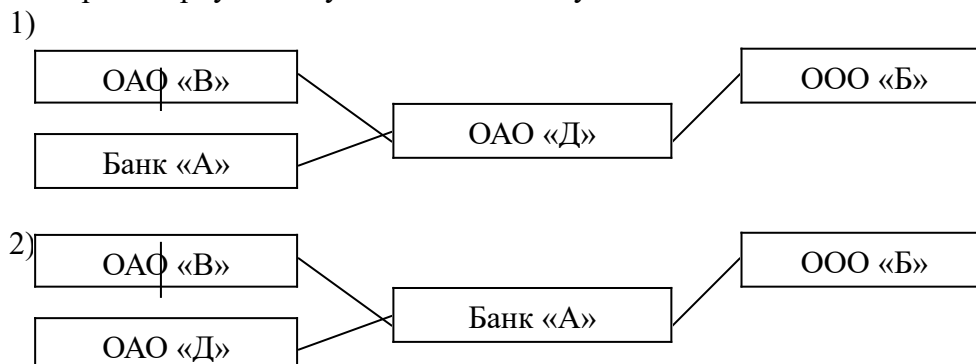 1)
ОАО «В»
ООО «Б»
ОАО «Д»
Банк «А»
2)
ОАО «В»
ООО «Б»
Банк «А»
ОАО «Д»